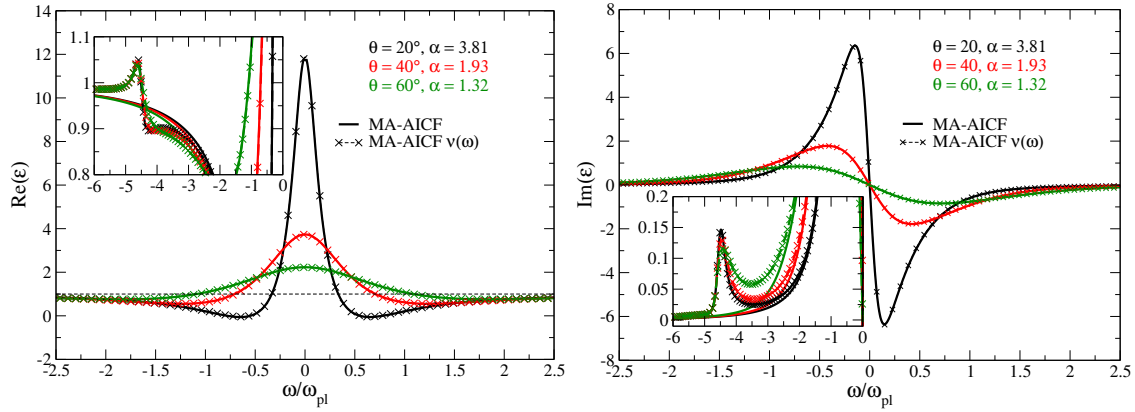 14
12
10
8
6
4
2
0
-2
Re(ε)
-2.5 -2 -1.5 -1 -0.5 0 0.5 1 1.5 2 2.5
ω/ω_pl
1.1
1
0.9
0.8
-6 -5 -4 -3 -2 -1 0
θ = 20°, α = 3.81
θ = 40°, α = 1.93
θ = 60°, α = 1.32
MA-AICF
MA-AICF ν(ω)
8
6
4
2
0
-2
-4
-6
-8
Im(ε)
-2.5 -2 -1.5 -1 -0.5 0 0.5 1 1.5 2 2.5
ω/ω_pl
θ = 20, α = 3.81
θ = 40, α = 1.93
θ = 60, α = 1.32
MA-AICF
MA-AICF ν(ω)
0.2
0.15
0.1
0.05
0
-6 -5 -4 -3 -2 -1 0